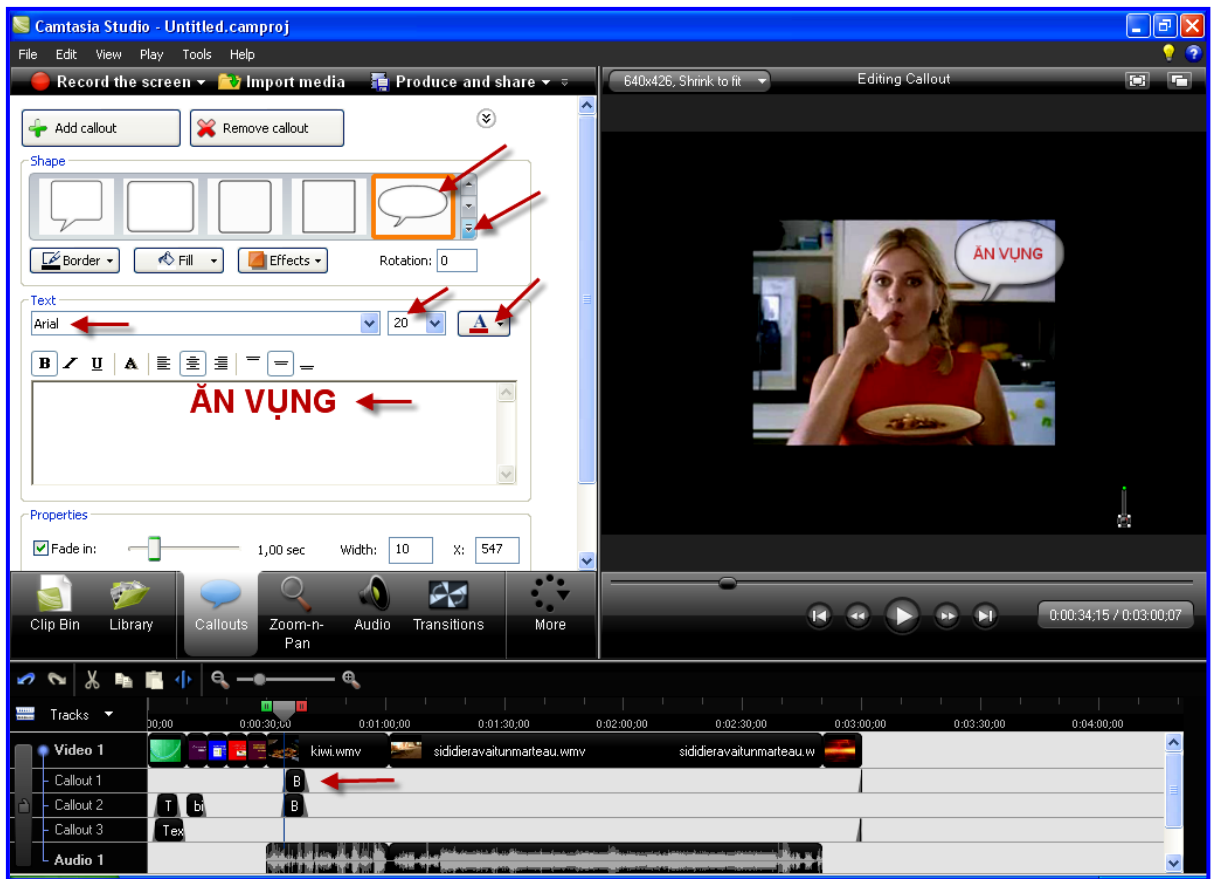 Camtasia Studio - Untitled.camproj
File Edit View Play Tools Help
Record the screen Import media Produce and share
640x426, Shrink to fit Editing Callout
Add callout Remove callout
Shape
Border Fill Effects Rotation: 0
Text
Arial 20 A
B I U A
ĂN VỤNG
ĂN VỤNG
Properties
Fade in: 1,00 sec Width: 10 X: 547
Clip Bin Library Callouts Zoom-n-Pan Audio Transitions More
0:00:34;15 / 0:03:00;07
Tracks
00;00 0:00:30;00 0:01:00;00 0:01:30;00 0:02:00;00 0:02:30;00 0:03:00;00 0:03:30;00 0:04:00;00
Video 1 kiwi.wmv sididieravaitunmarteau.wmv sididieravaitunmarteau.w
Callout 1 B
Callout 2 T bi B
Callout 3 Tex
Audio 1